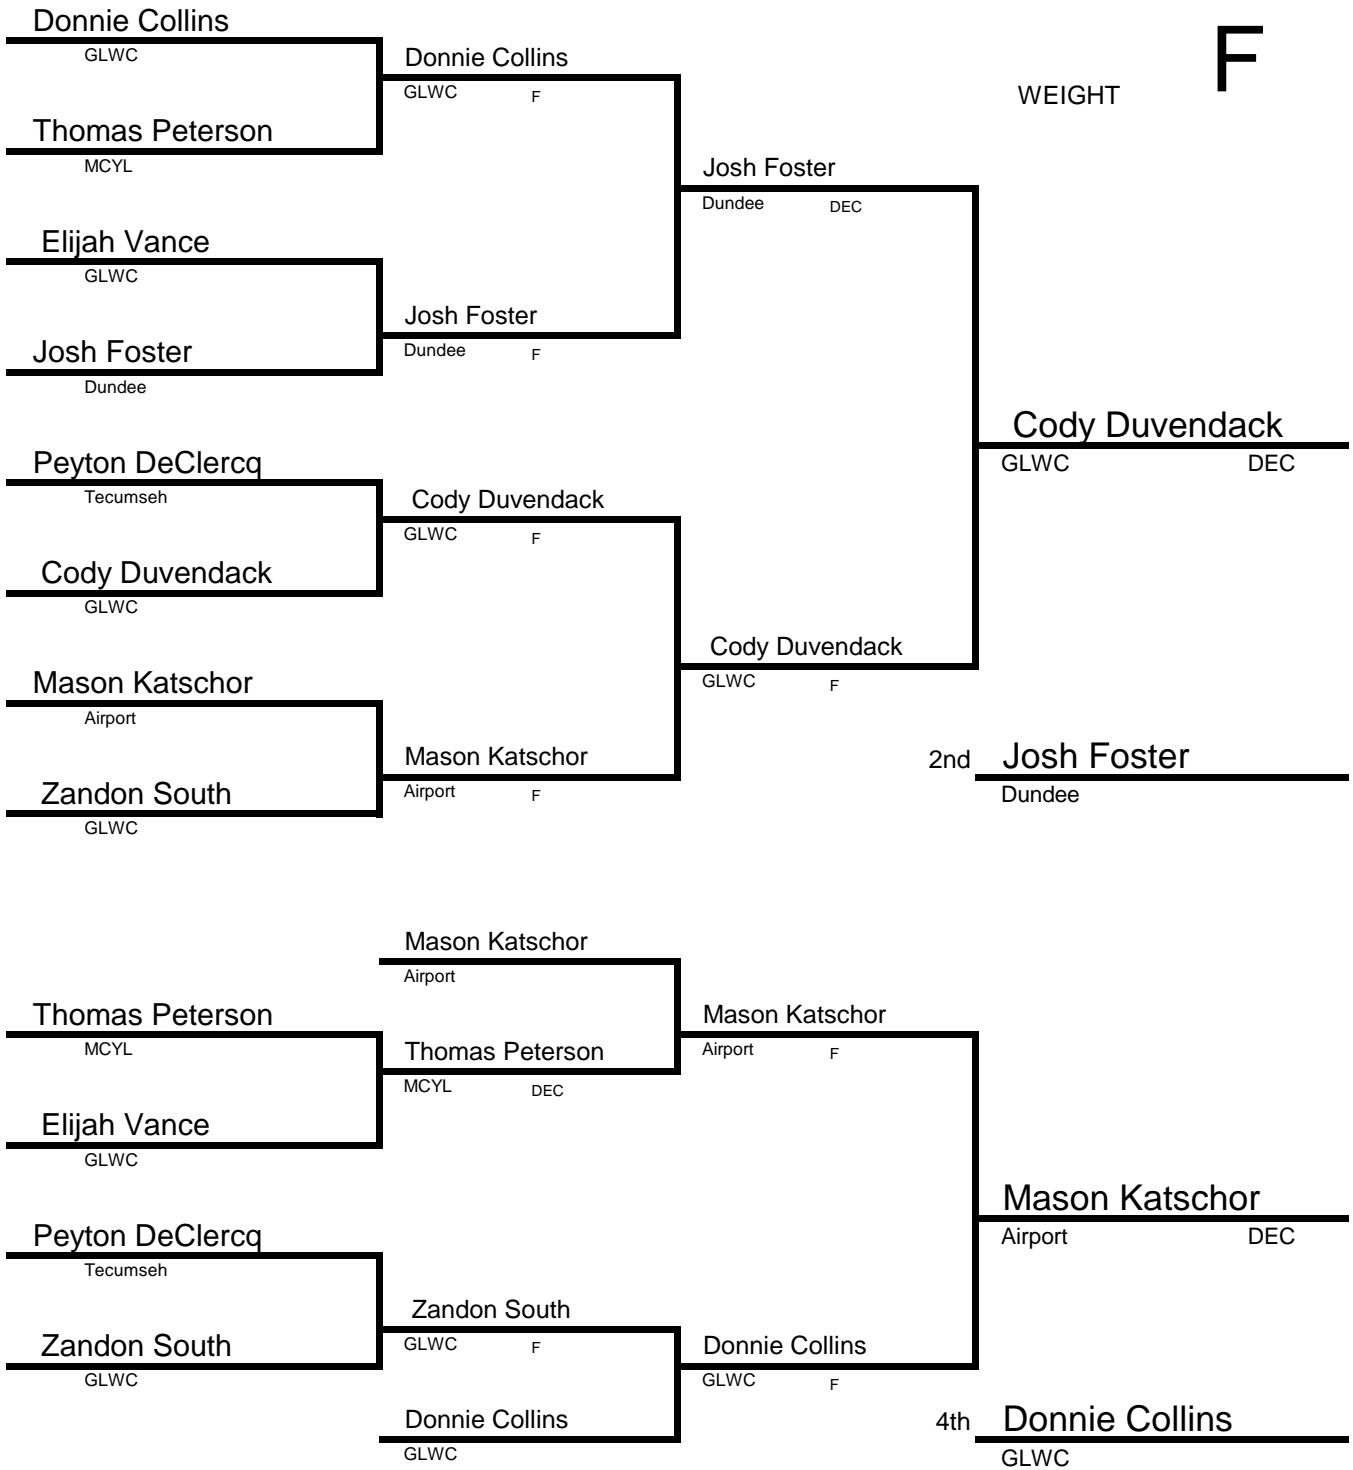 Donnie Collins
GLWC
Donnie Collins
GLWC F
WEIGHT F
Thomas Peterson
MCYL
Josh Foster
Dundee DEC
Elijah Vance
GLWC
Josh Foster
Dundee F
Josh Foster
Dundee
Cody Duvendack
GLWC DEC
Peyton DeClercq
Tecumseh
Cody Duvendack
GLWC F
Cody Duvendack
GLWC
Cody Duvendack
GLWC F
Mason Katschor
Airport
Mason Katschor
Airport F
2nd Josh Foster
Dundee
Zandon South
GLWC
Mason Katschor
Airport
Thomas Peterson
MCYL
Mason Katschor
Airport F
Thomas Peterson
MCYL DEC
Elijah Vance
GLWC
Mason Katschor
Airport DEC
Peyton DeClercq
Tecumseh
Zandon South
GLWC F
Zandon South
GLWC
Donnie Collins
GLWC F
Donnie Collins
GLWC
4th Donnie Collins
GLWC